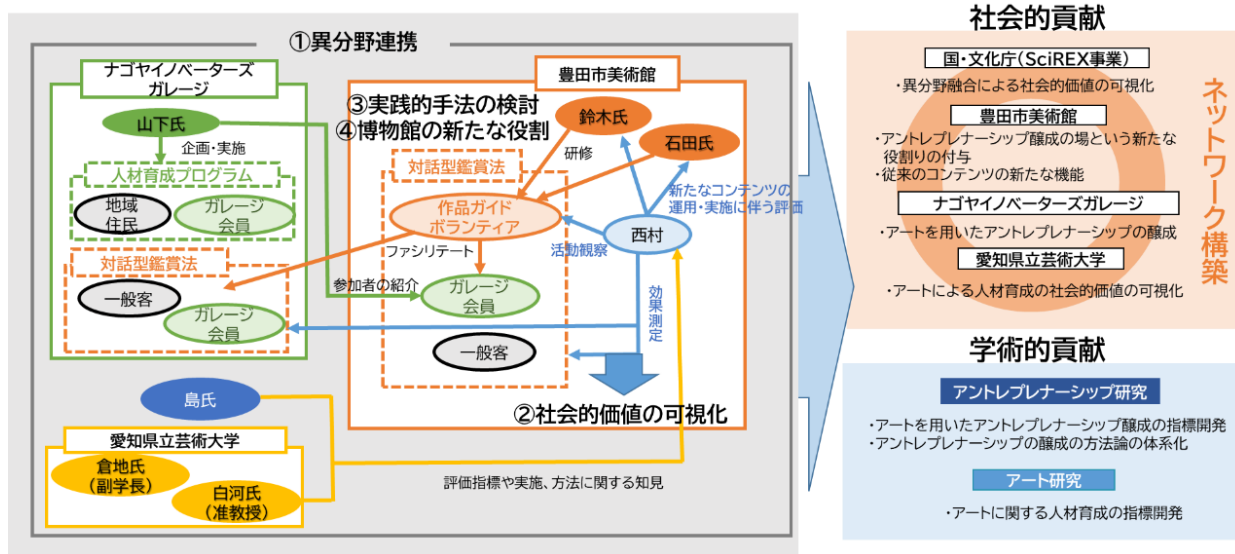 ①異分野連携
ナゴヤイノベーターズ
ガレージ
山下氏
企画・実施
人材育成プログラム
地域
住民
ガレージ
会員
対話型鑑賞法
一般客
ガレージ
会員
豊田市美術館
③実践的手法の検討
④博物館の新たな役割
鈴木氏
石田氏
研修
対話型鑑賞法
作品ガイド
ボランティア
新たなコンテンツの
運用・実施に伴う評価
西村
活動観察
ファシリテート
参加者の紹介
ガレージ
会員
効果測定
一般客
②社会的価値の可視化
島氏
愛知県立芸術大学
倉地氏
（副学長）
白河氏
（准教授）
評価指標や実施、方法に関する知見
社会的貢献
国・文化庁（SciREX事業）
・異分野融合による社会的価値の可視化
豊田市美術館
・アントレプレナーシップ醸成の場という新たな
役割りの付与
・従来のコンテンツの新たな機能
ナゴヤイノベーターズガレージ
・アートを用いたアントレプレナーシップの醸成
愛知県立芸術大学
・アートによる人材育成の社会的価値の可視化
ネットワーク構築
学術的貢献
アントレプレナーシップ研究
・アートを用いたアントレプレナーシップ醸成の指標開発
・アントレプレナーシップの醸成の方法論の体系化
アート研究
・アートに関する人材育成の指標開発